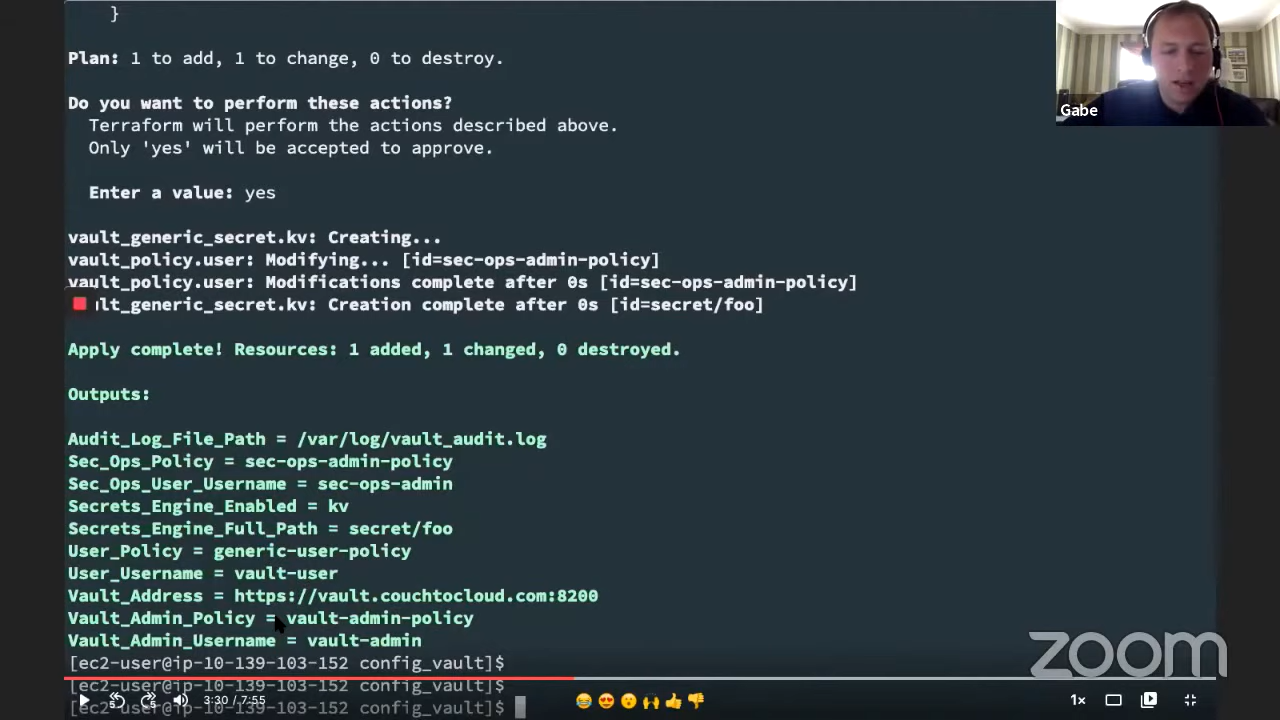 }
Plan: 1 to add, 1 to change, 0 to destroy.
Do you want to perform these actions?
Terraform will perform the actions described above.
Only 'yes' will be accepted to approve.
Enter a value: yes
vault_generic_secret.kv: Creating...
vault_policy.user: Modifying... [id=sec-ops-admin-policy]
vault_policy.user: Modifications complete after 0s [id=sec-ops-admin-policy]
lt_generic_secret.kv: Creation complete after 0s [id=secret/foo]
Apply complete! Resources: 1 added, 1 changed, 0 destroyed.
Outputs:
Audit_Log_File_Path = /var/log/vault_audit.log
Sec_Ops_Policy = sec-ops-admin-policy
Sec_Ops_User_Username = sec-ops-admin
Secrets_Engine_Enabled = kv
Secrets_Engine_Full_Path = secret/foo
User_Policy = generic-user-policy
User_Username = vault-user
Vault_Address = https://vault.couchtocloud.com:8200
Vault_Admin_Policy = vault-admin-policy
Vault_Admin_Username = vault-admin
[ec2-user@ip-10-139-103-152 config_vault]$
[ec2-user@ip-10-139-103-152 config_vault]$
[ec2-user@ip-10-139-103-152 config_vault]$
Gabe
zoom
5 5 3:30 / 7:55
1x